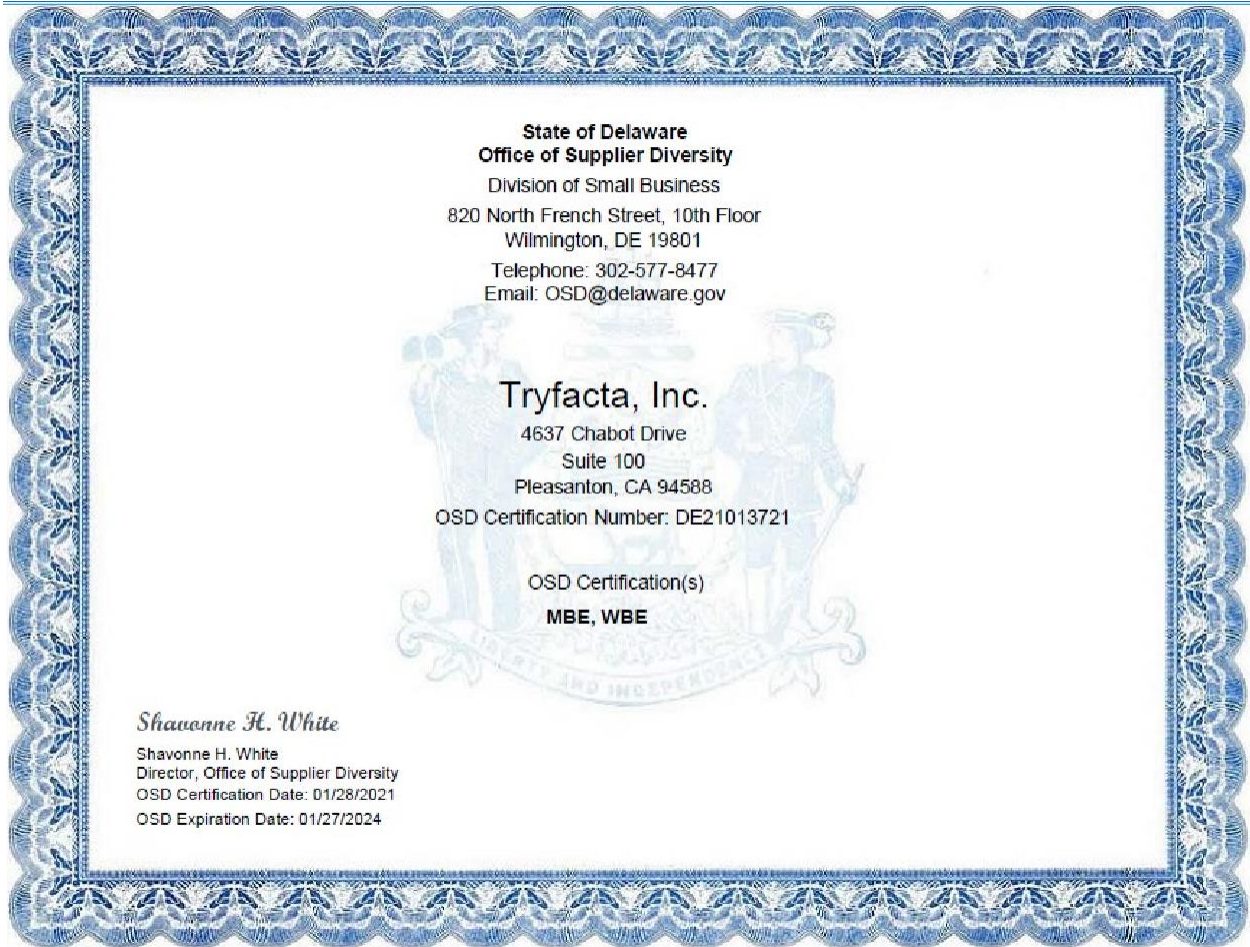 State of Delaware
Office of Supplier Diversity
Division of Small Business
820 North French Street, 10th Floor
Wilmington, DE 19801
Telephone: 302-577-8477
Email: OSD@delaware.gov
Tryfacta, Inc.
4637 Chabot Drive
Suite 100
Pleasanton, CA 94588
OSD Certification Number: DE21013721
OSD Certification(s)
MBE, WBE
AND INDEPENDENCE
Shavonne H. White
Shavonne H. White
Director, Office of Supplier Diversity
OSD Certification Date: 01/28/2021
OSD Expiration Date: 01/27/2024